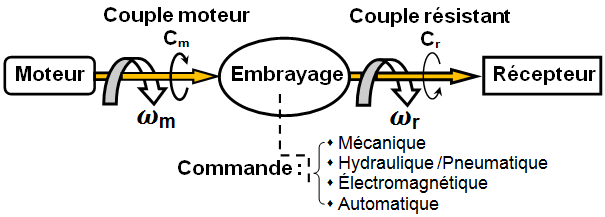 Couple moteur
Couple résistant
Cm
Cr
Moteur
Embrayage
Récepteur
ωm
ωr
Commande :
♦ Mécanique
♦ Hydraulique /Pneumatique
♦ Électromagnétique
♦ Automatique